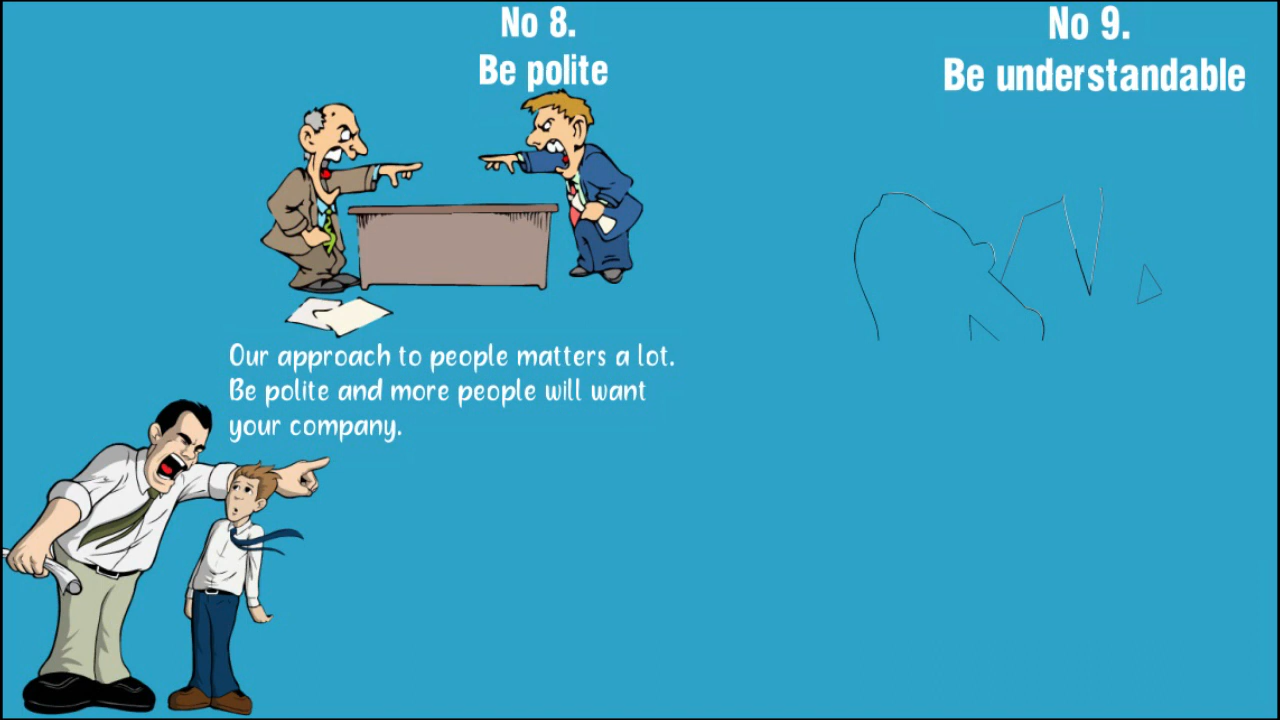 No 8.
Be polite
Our approach to people matters a lot.
Be polite and more people will want
your company.
No 9.
Be understandable